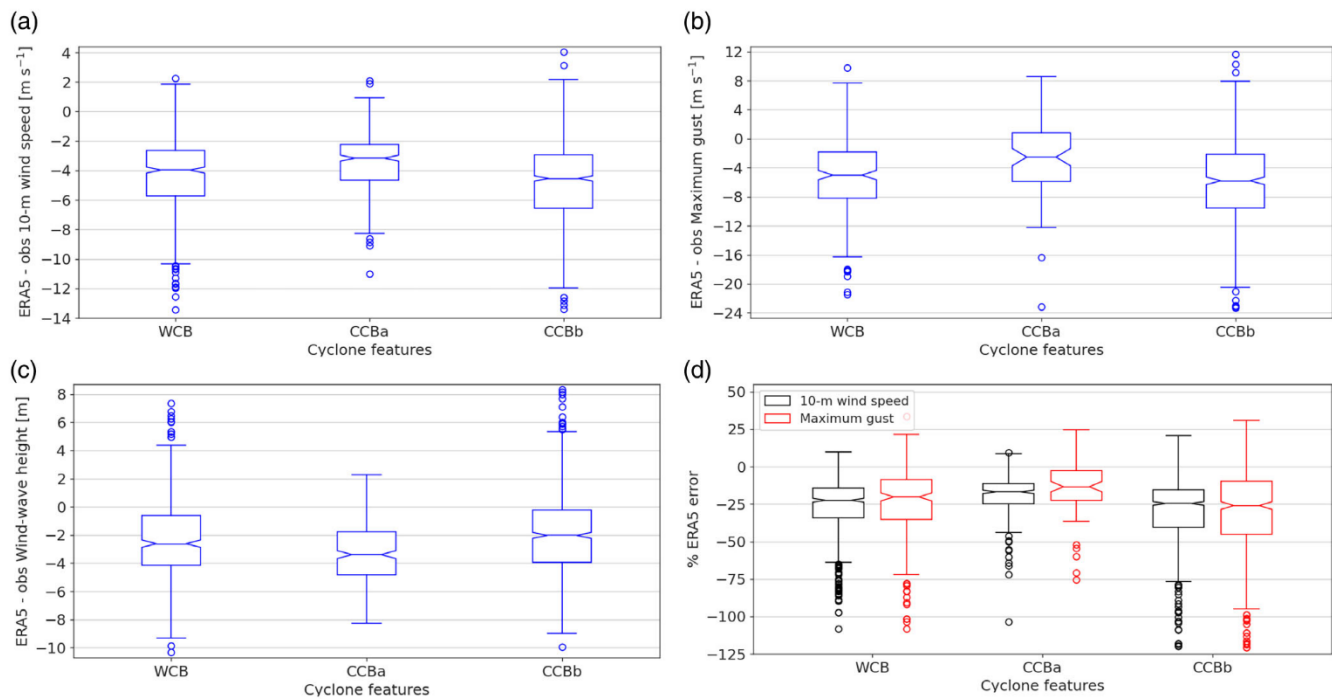 (a)
ERA5 - obs 10-m wind speed [m s⁻¹]
4
2
0
−2
−4
−6
−8
−10
−12
−14
WCB
CCBa
CCBb
Cyclone features
(b)
ERA5 - obs Maximum gust [m s⁻¹]
12
8
4
0
−4
−8
−12
−16
−20
−24
WCB
CCBa
CCBb
Cyclone features
(c)
ERA5 - obs Wind-wave height [m]
8
6
4
2
0
−2
−4
−6
−8
−10
WCB
CCBa
CCBb
Cyclone features
(d)
% ERA5 error
50
25
0
−25
−50
−75
−100
−125
10-m wind speed
Maximum gust
WCB
CCBa
CCBb
Cyclone features